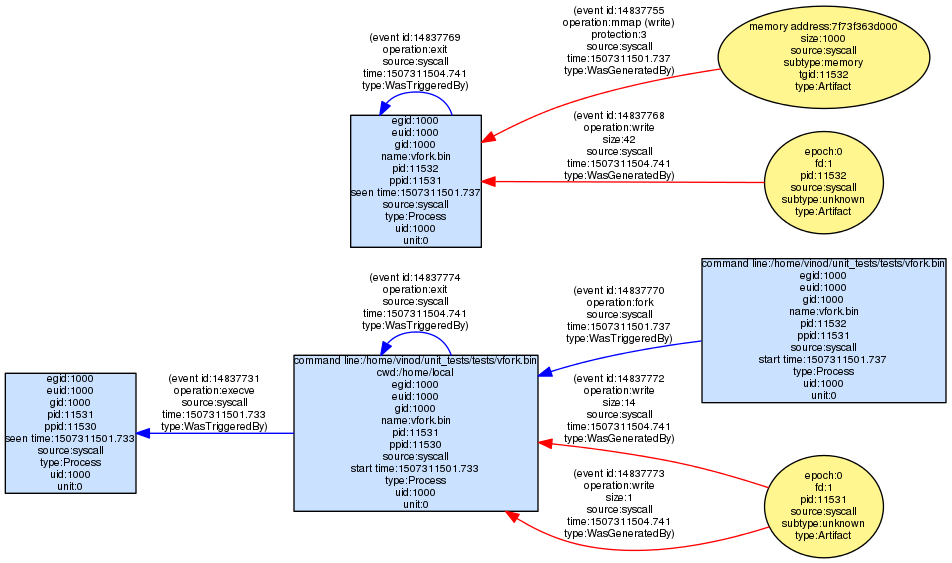 (event id:14837755
operation:mmap (write)
protection:3
source:syscall
time:1507311501.737
type:WasGeneratedBy)
memory address:7f73f363d000
size:1000
source:syscall
subtype:memory
tgid:11532
type:Artifact
(event id:14837769
operation:exit
source:syscall
time:1507311504.741
type:WasTriggeredBy)
egid:1000
euid:1000
gid:1000
name:vfork.bin
pid:11532
ppid:11531
seen time:1507311501.737
source:syscall
type:Process
uid:1000
unit:0
(event id:14837768
operation:write
size:42
source:syscall
time:1507311504.741
type:WasGeneratedBy)
epoch:0
fd:1
pid:11532
source:syscall
subtype:unknown
type:Artifact
(event id:14837774
operation:exit
source:syscall
time:1507311504.741
type:WasTriggeredBy)
(event id:14837770
operation:fork
source:syscall
time:1507311501.737
type:WasTriggeredBy)
command line:/home/vinod/unit_tests/tests/vfork.bin
egid:1000
euid:1000
gid:1000
name:vfork.bin
pid:11532
ppid:11531
source:syscall
start time:1507311501.737
type:Process
uid:1000
unit:0
egid:1000
euid:1000
gid:1000
pid:11531
ppid:11530
seen time:1507311501.733
source:syscall
type:Process
uid:1000
unit:0
(event id:14837731
operation:execve
source:syscall
time:1507311501.733
type:WasTriggeredBy)
command line:/home/vinod/unit_tests/tests/vfork.bin
cwd:/home/local
egid:1000
euid:1000
gid:1000
name:vfork.bin
pid:11531
ppid:11530
source:syscall
start time:1507311501.733
type:Process
uid:1000
unit:0
(event id:14837772
operation:write
size:14
source:syscall
time:1507311504.741
type:WasGeneratedBy)
(event id:14837773
operation:write
size:1
source:syscall
time:1507311504.741
type:WasGeneratedBy)
epoch:0
fd:1
pid:11531
source:syscall
subtype:unknown
type:Artifact